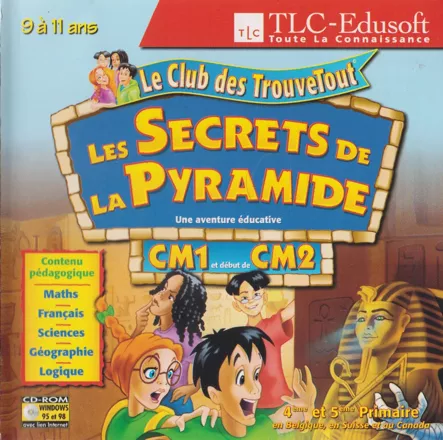 9 à 11 ans
TLC
TLC-Edusoft
Toute La Connaissance
Le Club des TrouveTout
Les Secrets de
la Pyramide
Une aventure éducative
CM1 et début de CM2
Contenu
pédagogique
Maths
Français
Sciences
Géographie
Logique
CD-ROM
WINDOWS
95 et 98
avec lien Internet
4ème et 5ème Primaire
en Belgique, en Suisse et au Canada